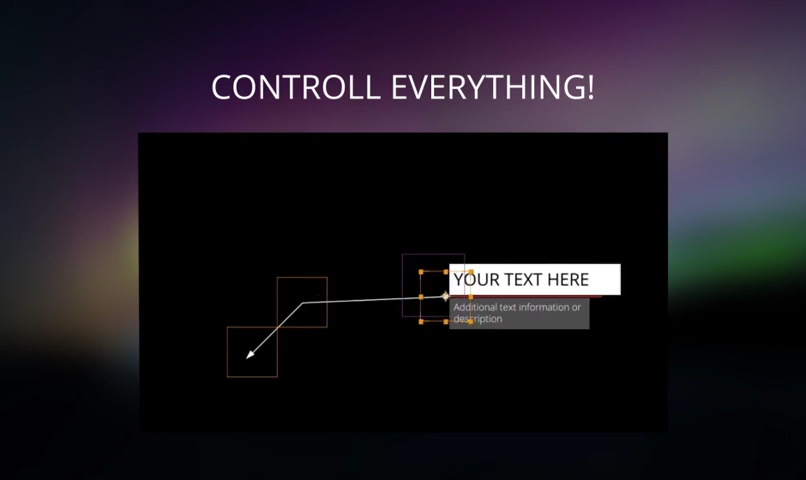 CONTROLL EVERYTHING!
YOUR TEXT HERE
Additional text information or
description